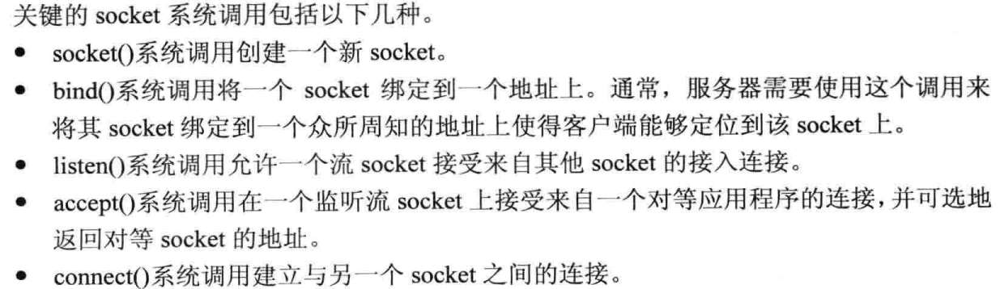 关键的 socket 系统调用包括以下几种。
● socket()系统调用创建一个新 socket。
● bind()系统调用将一个 socket 绑定到一个地址上。通常，服务器需要使用这个调用来
将其 socket 绑定到一个众所周知的地址上使得客户端能够定位到该 socket 上。
● listen()系统调用允许一个流 socket 接受来自其他 socket 的接入连接。
● accept()系统调用在一个监听流 socket 上接受来自一个对等应用程序的连接，并可选地
返回对等 socket 的地址。
● connect()系统调用建立与另一个 socket 之间的连接。